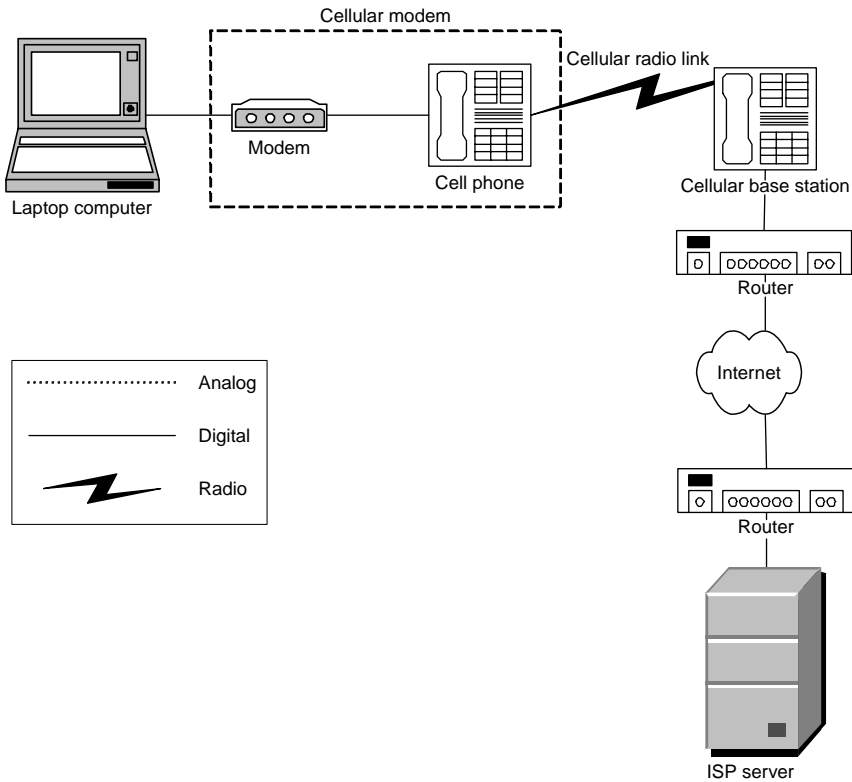 Cellular modem
Cellular radio link
Modem
Cell phone
Laptop computer
Cellular base station
Router
Internet
Analog
Digital
Radio
Router
ISP server